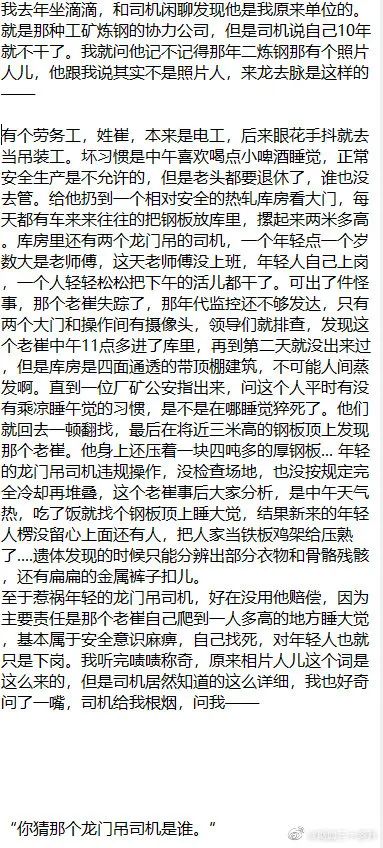 我去年坐滴滴，和司机闲聊发现他是我原来单位的。
就是那种工矿炼钢的协力公司，但是司机说自己10年
就不干了。我就问他记不记得那年二炼钢那有个照片
人儿，他跟我说其实不是照片人，来龙去脉是这样的
——
有个劳务工，姓崔，本来是电工，后来眼花手抖就去
当吊装工。坏习惯是中午喜欢喝点小啤酒睡觉，正常
安全生产是不允许的，但是老头都要退休了，谁也没
去管。给他扔到一个相对安全的热轧库房看大门，每
天都有车来来往往的把钢板放库里，摞起来两米多高
。库房里还有两个龙门吊的司机，一个年轻点一个岁
数大是老师傅，这天老师傅没上班，年轻人自己上岗
，一个人轻轻松松把下午的活儿都干了。可出了件怪
事，那个老崔失踪了，那年代监控还不够发达，只有
两个大门和操作间有摄像头，领导们就排查，发现这
个老崔中午11点多进了库里，再到第二天就没出来过
，但是库房是四面通透的带顶棚建筑，不可能人间蒸
发啊。直到一位厂矿公安指出来，问这个人平时有没
有乘凉睡午觉的习惯，是不是在哪睡觉猝死了。他们
就回去一顿翻找，最后在将近三米高的钢板顶上发现
那个老崔。他身上还压着一块四吨多的厚钢板... 年轻
的龙门吊司机违规操作，没检查场地，也没按规定完
全冷却再堆叠，这个老崔事后大家分析，是中午天气
热，吃了饭就找个钢板顶上睡大觉，结果新来的年轻
人楞没留心上面还有人，把人家当铁板鸡架给压熟
了....遗体发现的时候只能分辨出部分衣物和骨骼残骸
，还有扁扁的金属裤子扣儿。
至于惹祸年轻的龙门吊司机，好在没用他赔偿，因为
主要责任是那个老崔自己爬到一人多高的地方睡大觉
，基本属于安全意识麻痹，自己找死，对年轻人也就
只是下岗。我听完啧啧称奇，原来相片人儿这个词是
这么来的，但是司机居然知道的这么详细，我也好奇
问了一嘴，司机给我根烟，问我——
“你猜那个龙门吊司机是谁。”